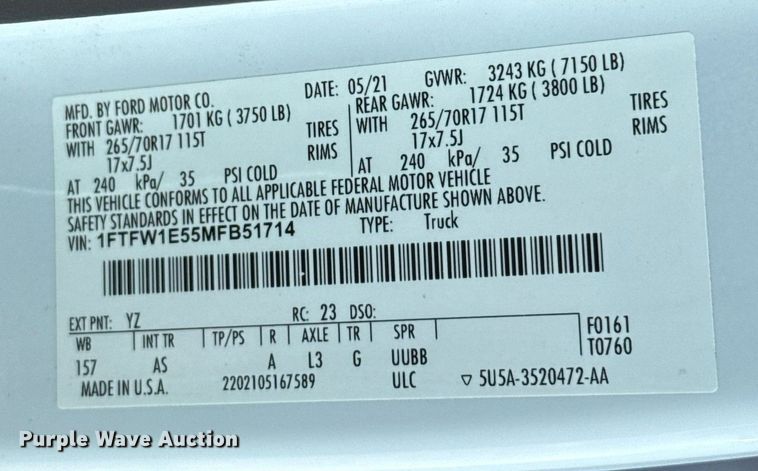 MFD. BY FORD MOTOR CO. DATE: 05/21 GVWR: 3243 KG ( 7150 LB)
FRONT GAWR: 1701 KG ( 3750 LB) REAR GAWR: 1724 KG ( 3800 LB)
WITH 265/70R17 115T TIRES WITH 265/70R17 115T TIRES
17x7.5J RIMS 17x7.5J RIMS
AT 240 kPa/ 35 PSI COLD AT 240 kPa/ 35 PSI COLD
THIS VEHICLE CONFORMS TO ALL APPLICABLE FEDERAL MOTOR VEHICLE
SAFETY STANDARDS IN EFFECT ON THE DATE OF MANUFACTURE SHOWN ABOVE.
VIN: 1FTFW1E55MFB51714 TYPE: Truck
EXT PNT: YZ RC: 23 DSO: F0161
WB INT TR TP/PS R AXLE TR SPR T0760
157 AS A L3 G UUBB
MADE IN U.S.A. 2202105167589 ULC ▽ 5U5A-3520472-AA
Purple Wave Auction